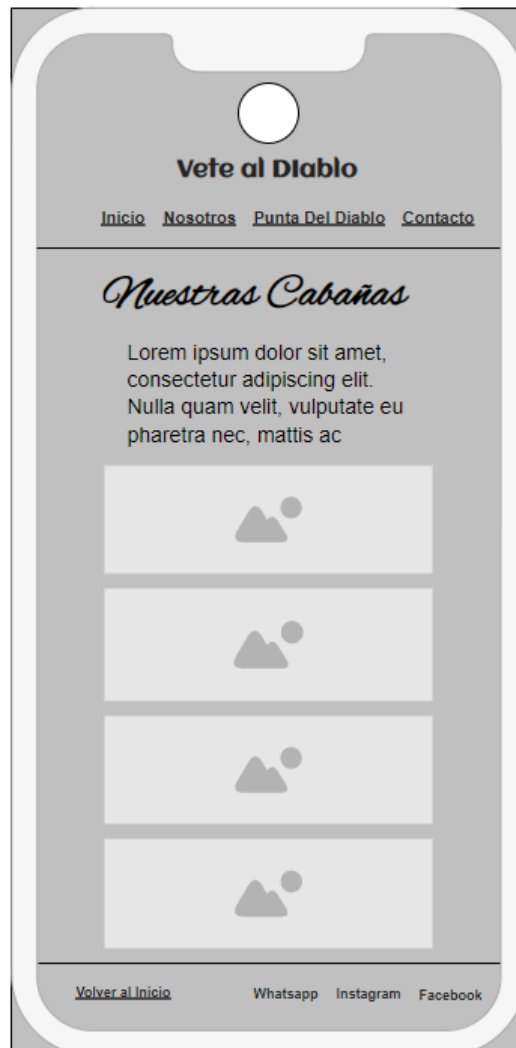 Vete al DIablo
Inicio Nosotros Punta Del Diablo Contacto
Nuestras Cabañas
Lorem ipsum dolor sit amet,
consectetur adipiscing elit.
Nulla quam velit, vulputate eu
pharetra nec, mattis ac
Volver al Inicio Whatsapp Instagram Facebook